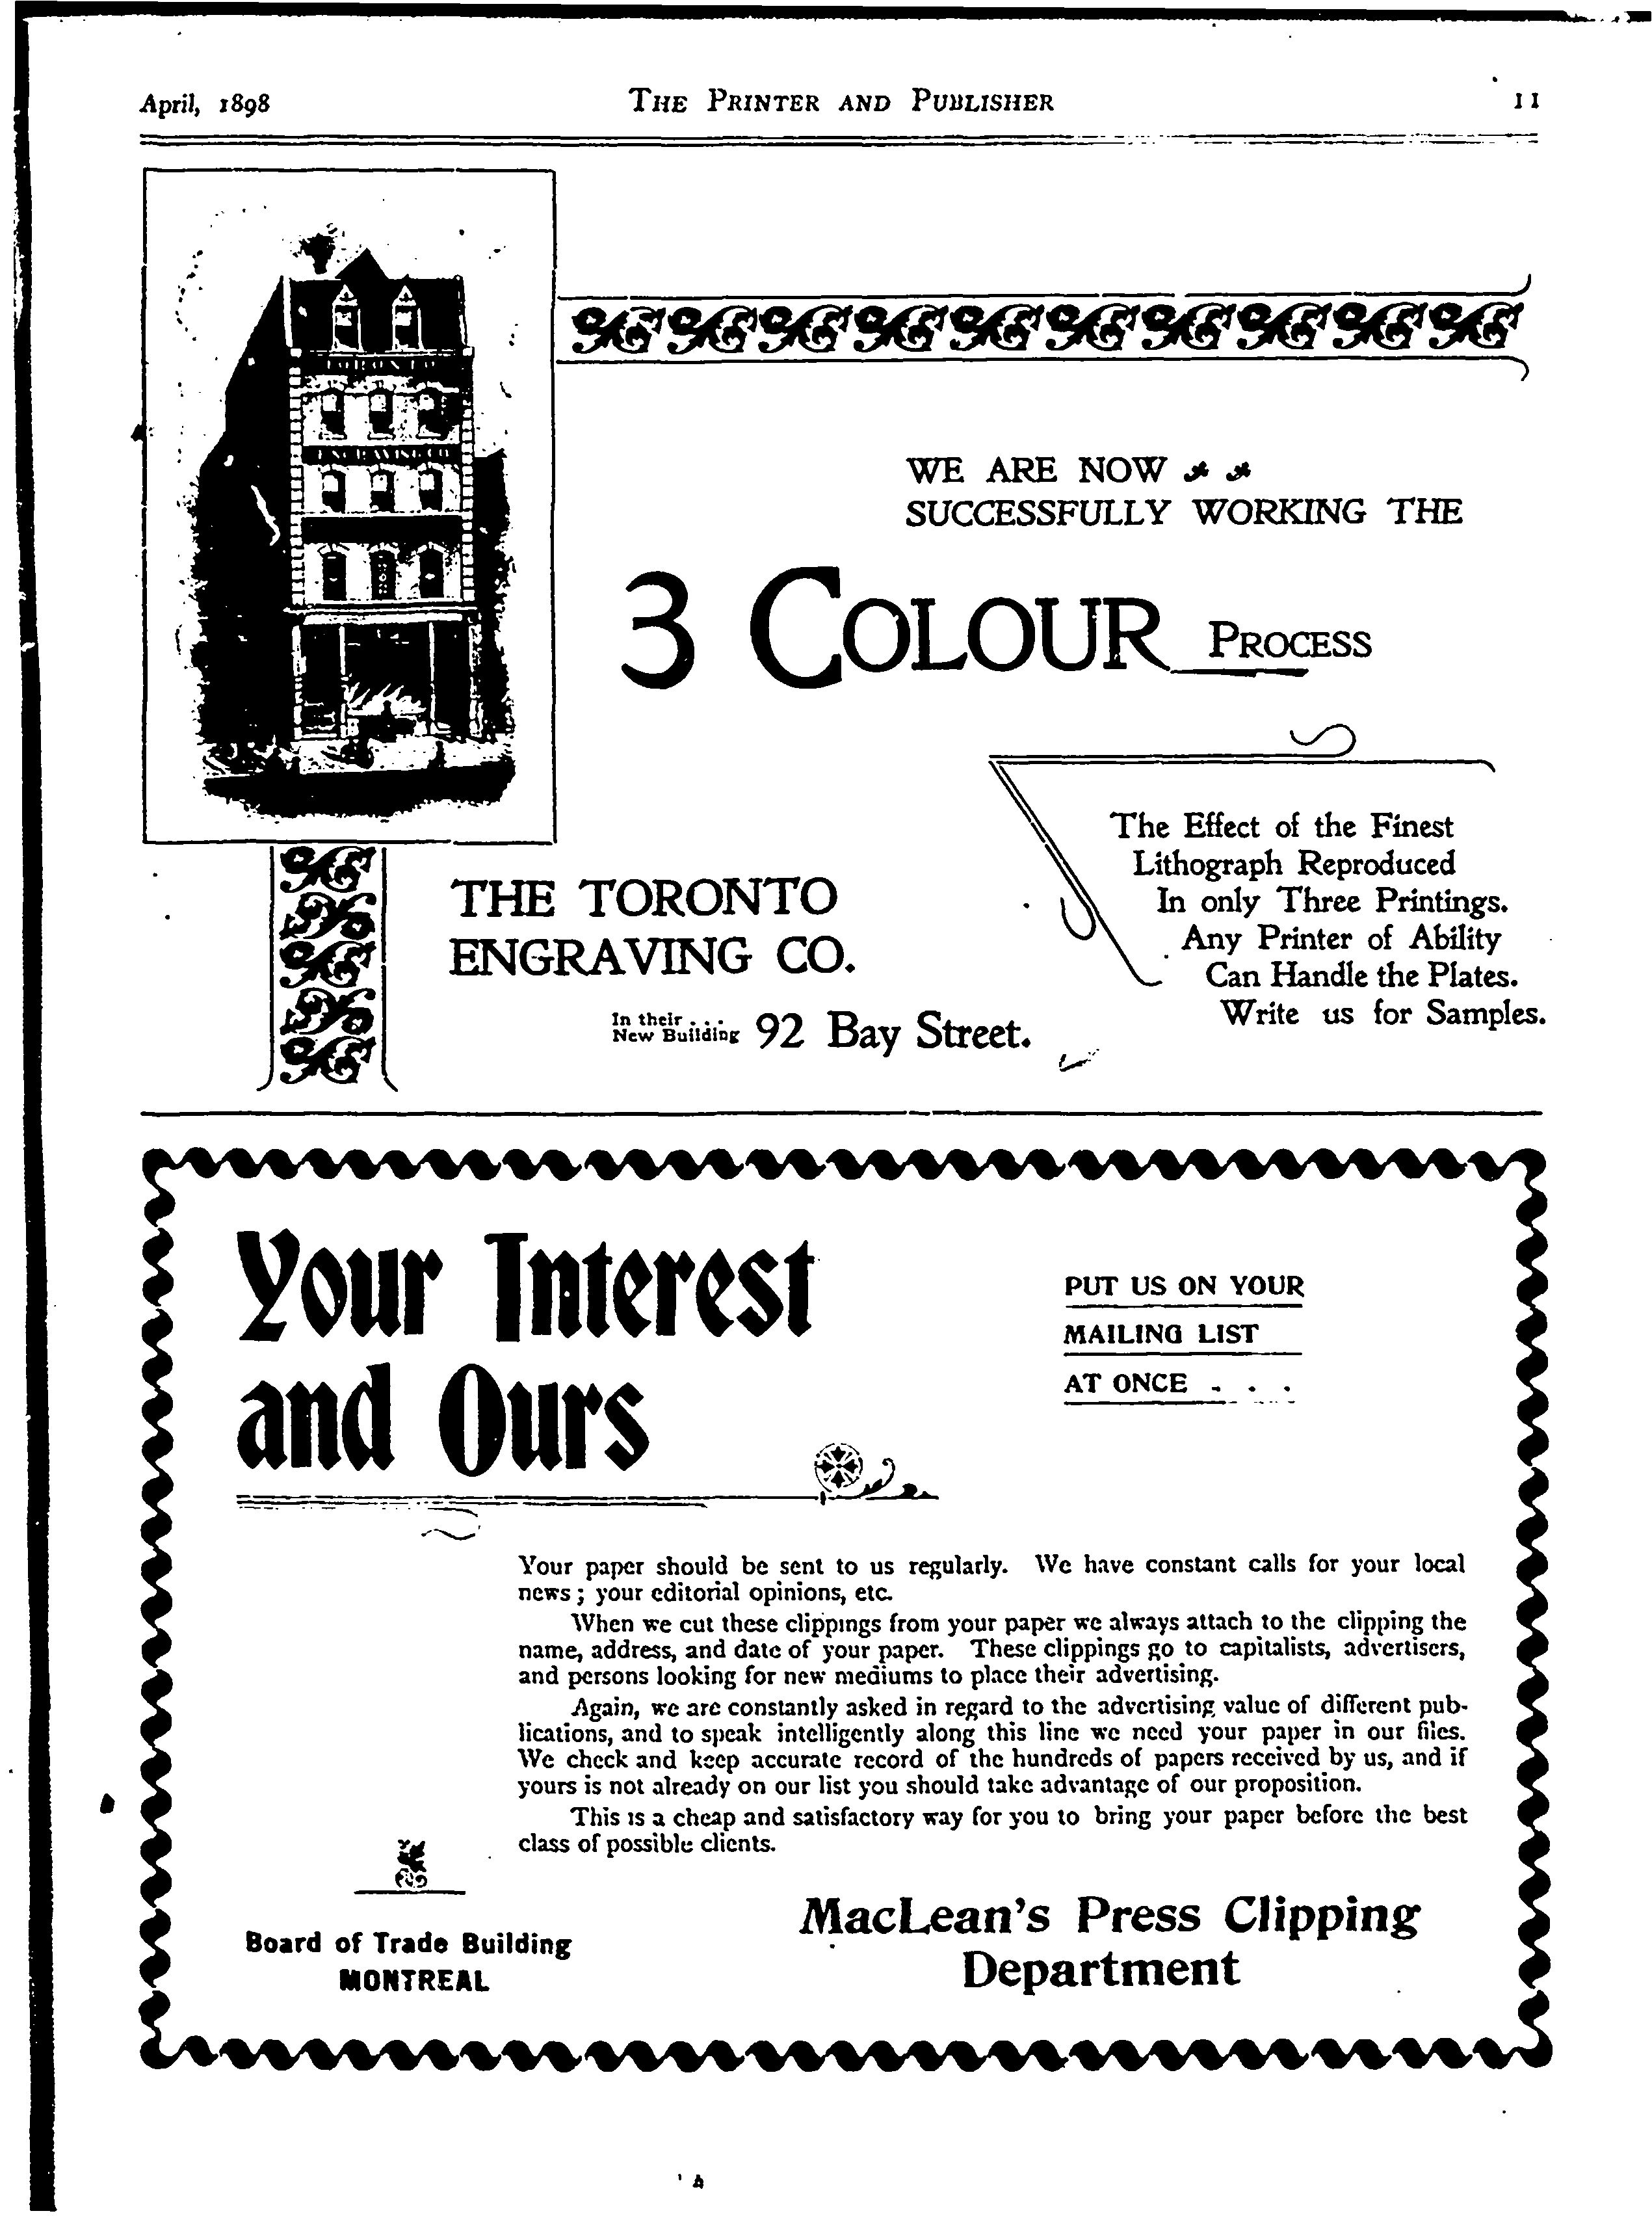 April, 1898
THE PRINTER AND PUBLISHER
11
TORONTO
ENGRAVING CO
WE ARE NOW
SUCCESSFULLY WORKING THE
3 COLOUR PROCESS
The Effect of the Finest
Lithograph Reproduced
In only Three Printings.
Any Printer of Ability
Can Handle the Plates.
Write us for Samples.
THE TORONTO
ENGRAVING CO.
In their . . .
New Building
92 Bay Street.
Your Interest
and Ours
PUT US ON YOUR
MAILING LIST
AT ONCE - . .
Your paper should be sent to us regularly. We have constant calls for your local
news ; your editorial opinions, etc.
When we cut these clippings from your paper we always attach to the clipping the
name, address, and date of your paper. These clippings go to capitalists, advertisers,
and persons looking for new mediums to place their advertising.
Again, we are constantly asked in regard to the advertising value of different pub-
lications, and to speak intelligently along this line we need your paper in our files.
We check and keep accurate record of the hundreds of papers received by us, and if
yours is not already on our list you should take advantage of our proposition.
This is a cheap and satisfactory way for you to bring your paper before the best
class of possible clients.
Board of Trade Building
MONTREAL
MacLean's Press Clipping
Department